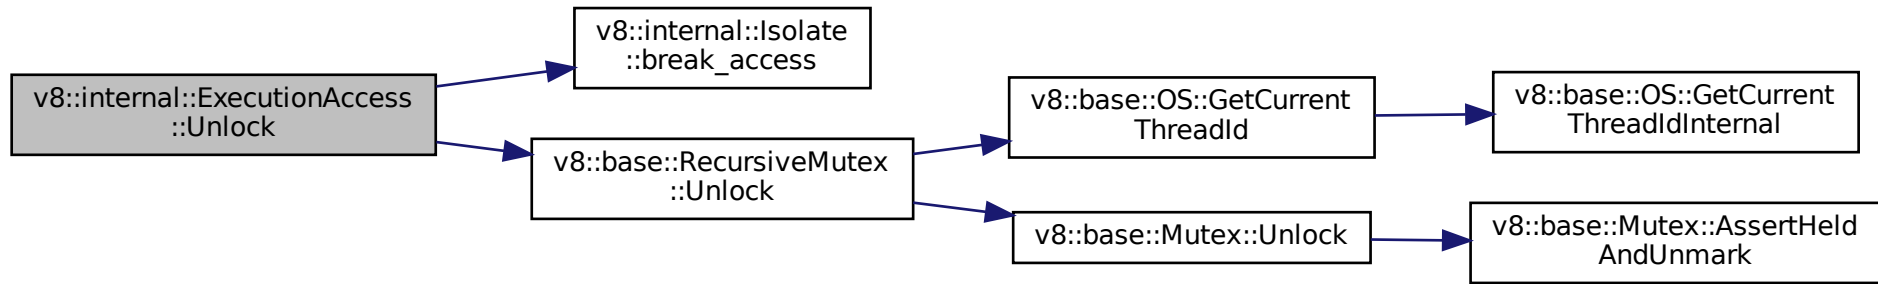 v8::internal::ExecutionAccess
::Unlock
v8::internal::Isolate
::break_access
v8::base::RecursiveMutex
::Unlock
v8::base::OS::GetCurrent
ThreadId
v8::base::OS::GetCurrent
ThreadIdInternal
v8::base::Mutex::Unlock
v8::base::Mutex::AssertHeld
AndUnmark